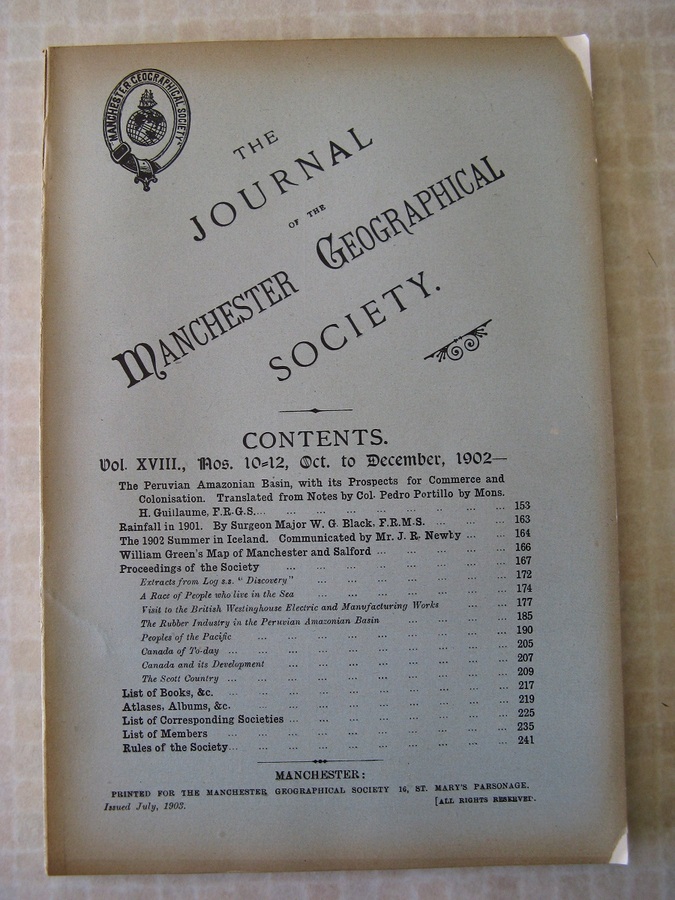 "MANCHESTER GEOGRAPHICAL SOCIETY"
THE
JOURNAL
OF THE
MANCHESTER GEOGRAPHICAL
SOCIETY.
CONTENTS.
Vol. XVIII., Nos. 10-12, Oct. to December, 1902—
The Peruvian Amazonian Basin, with its Prospects for Commerce and
Colonisation. Translated from Notes by Col. Pedro Portillo by Mons.
H. Guillaume, F.R.G.S.... ... ... ... ... ... ... ... 153
Rainfall in 1901. By Surgeon Major W. G. Black, F.R.M.S. ... ... ... 163
The 1902 Summer in Iceland. Communicated by Mr. J. R. Newby ... ... 164
William Green's Map of Manchester and Salford ... ... ... ... ... 166
Proceedings of the Society ... ... ... ... ... ... ... 167
Extracts from Log s.s. "Discovery" ... ... ... ... ... ... 172
A Race of People who live in the Sea ... ... ... ... ... ... 174
Visit to the British Westinghouse Electric and Manufacturing Works ... ... 177
The Rubber Industry in the Peruvian Amazonian Basin ... ... ... 185
Peoples of the Pacific ... ... ... ... ... ... ... 190
Canada of To-day ... ... ... ... ... ... ... ... 205
Canada and its Development ... ... ... ... ... ... ... 207
The Scott Country ... ... ... ... ... ... ... ... 209
List of Books, &c. ... ... ... ... ... ... ... ... 217
Atlases, Albums, &c. ... ... ... ... ... ... ... 219
List of Corresponding Societies ... ... ... ... ... ... 225
List of Members ... ... ... ... ... ... ... ... 235
Rules of the Society... ... ... ... ... ... ... ... 241
MANCHESTER:
PRINTED FOR THE MANCHESTER GEOGRAPHICAL SOCIETY 16, ST. MARY'S PARSONAGE.
Issued July, 1903. [ALL RIGHTS RESERVED.